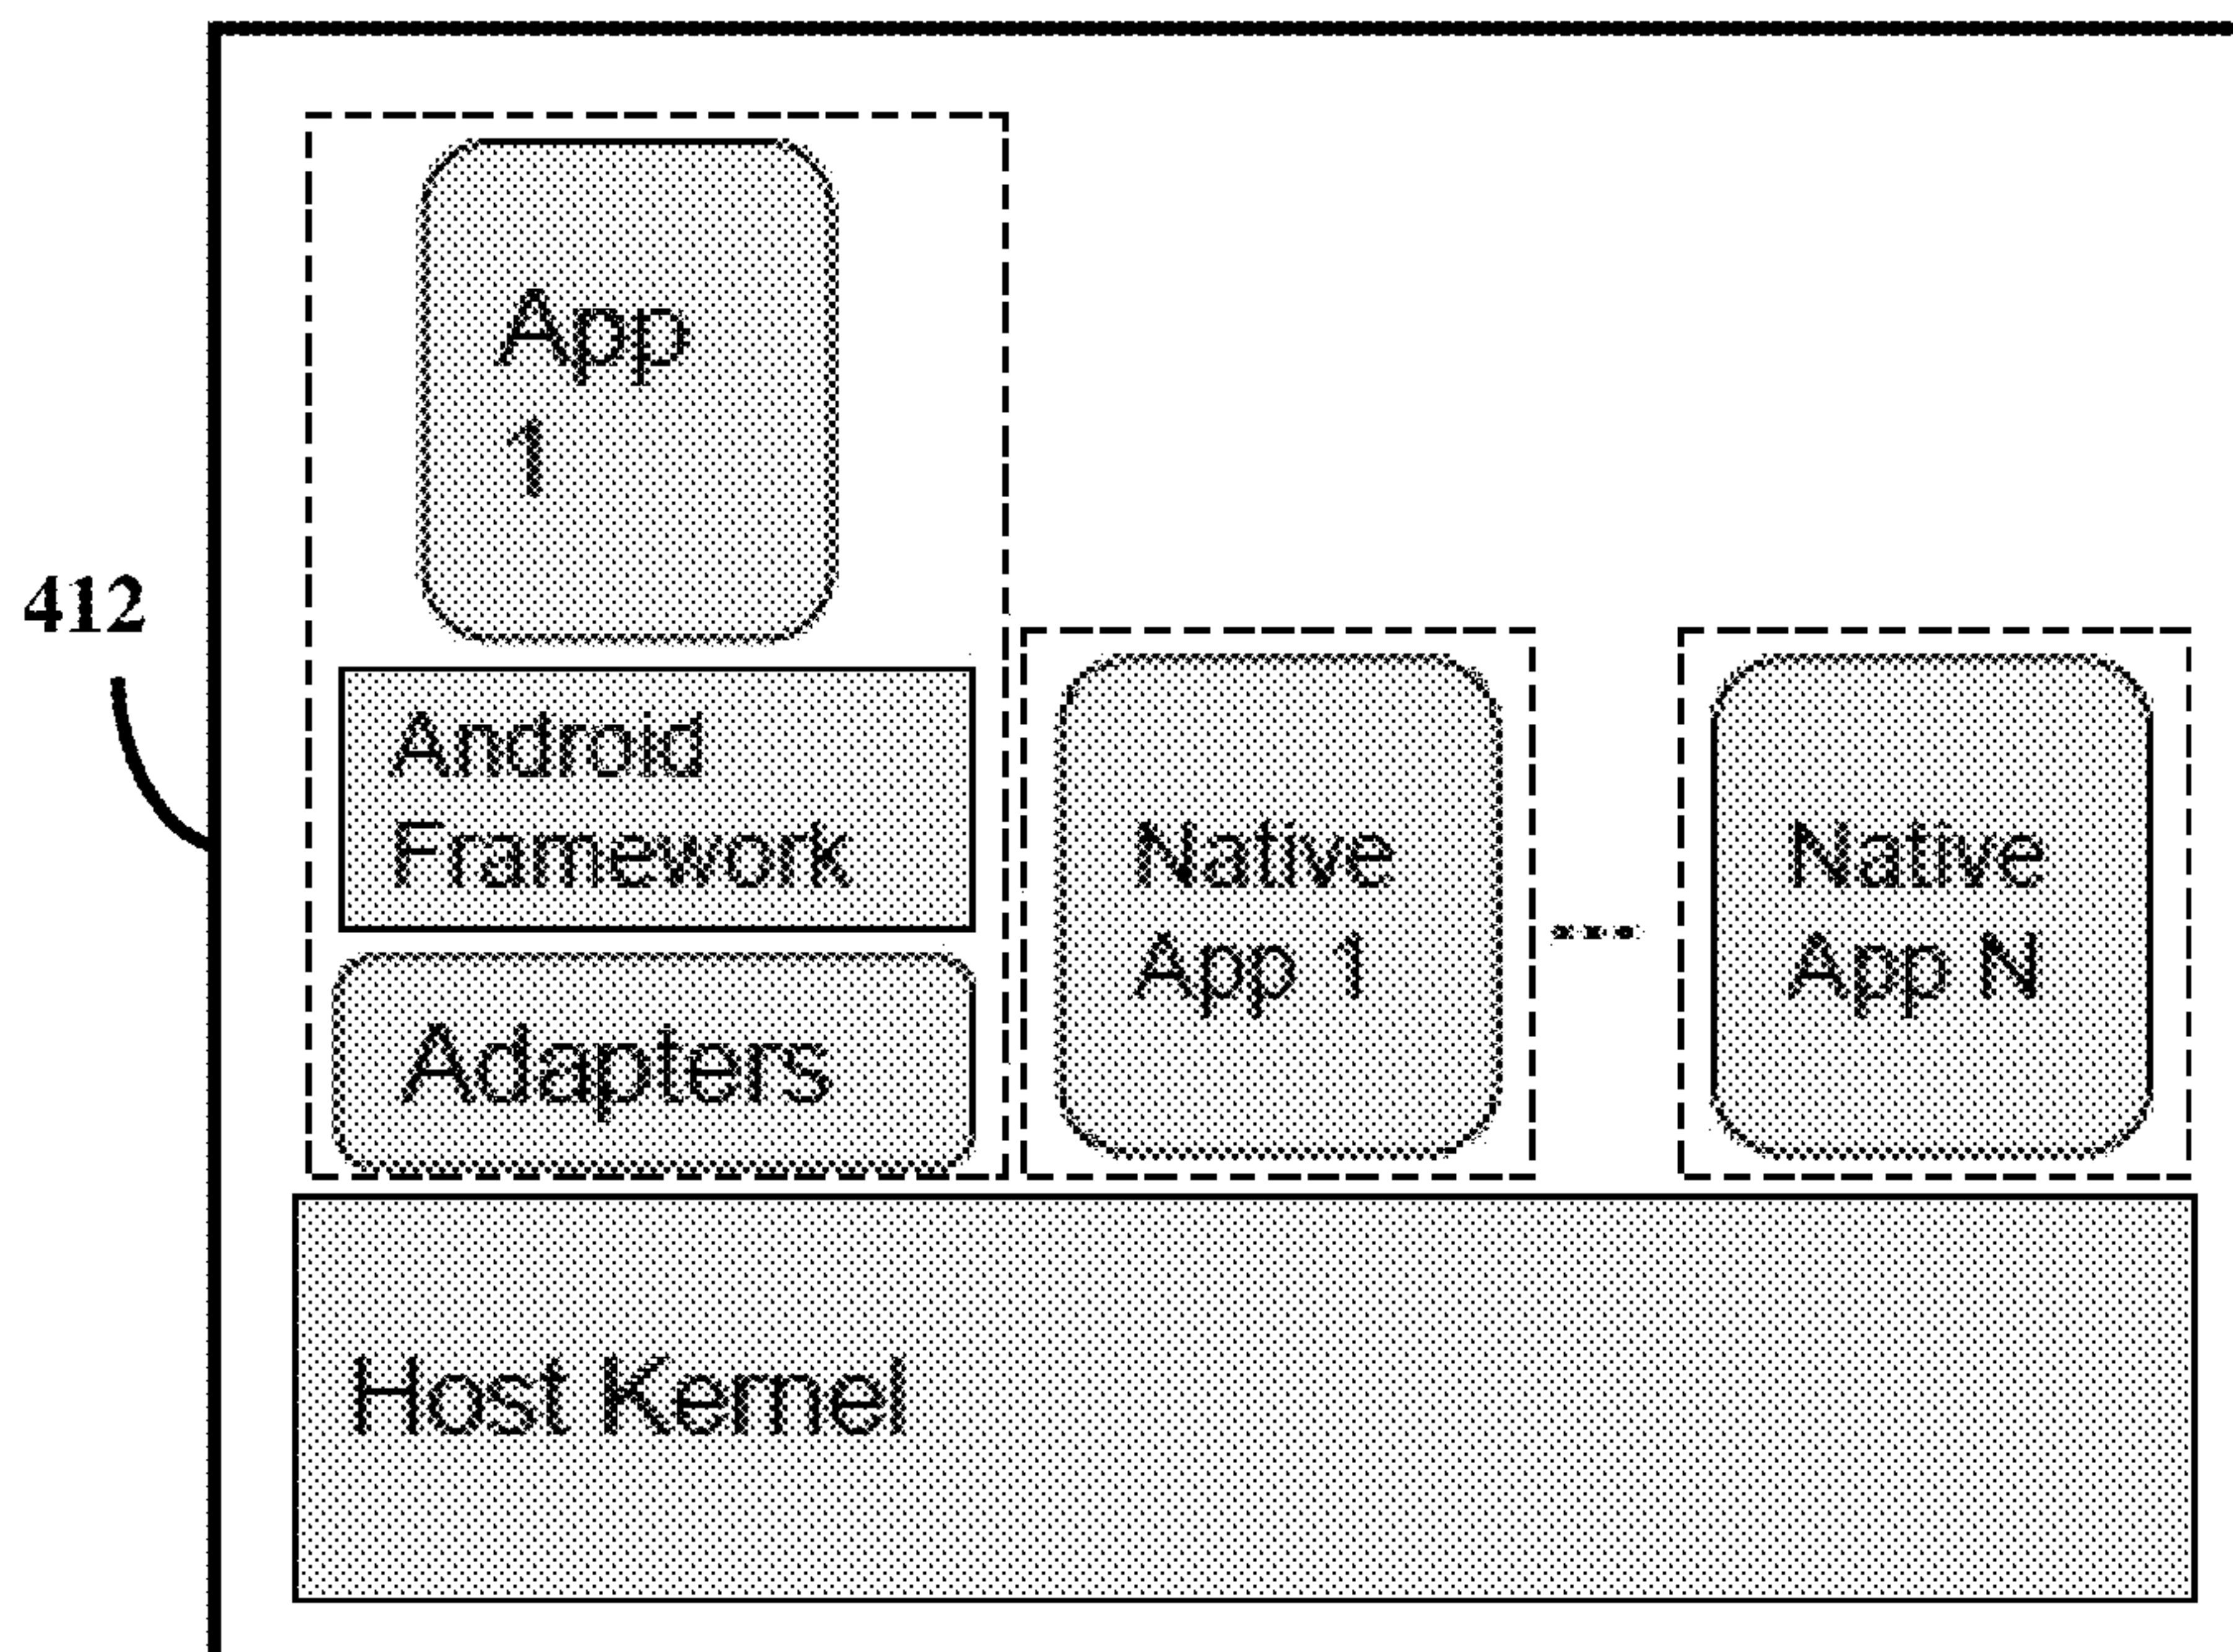 App
1
412
Android
Framework
Adapters
Native
App 1
...
Native
App N
Host Kernel